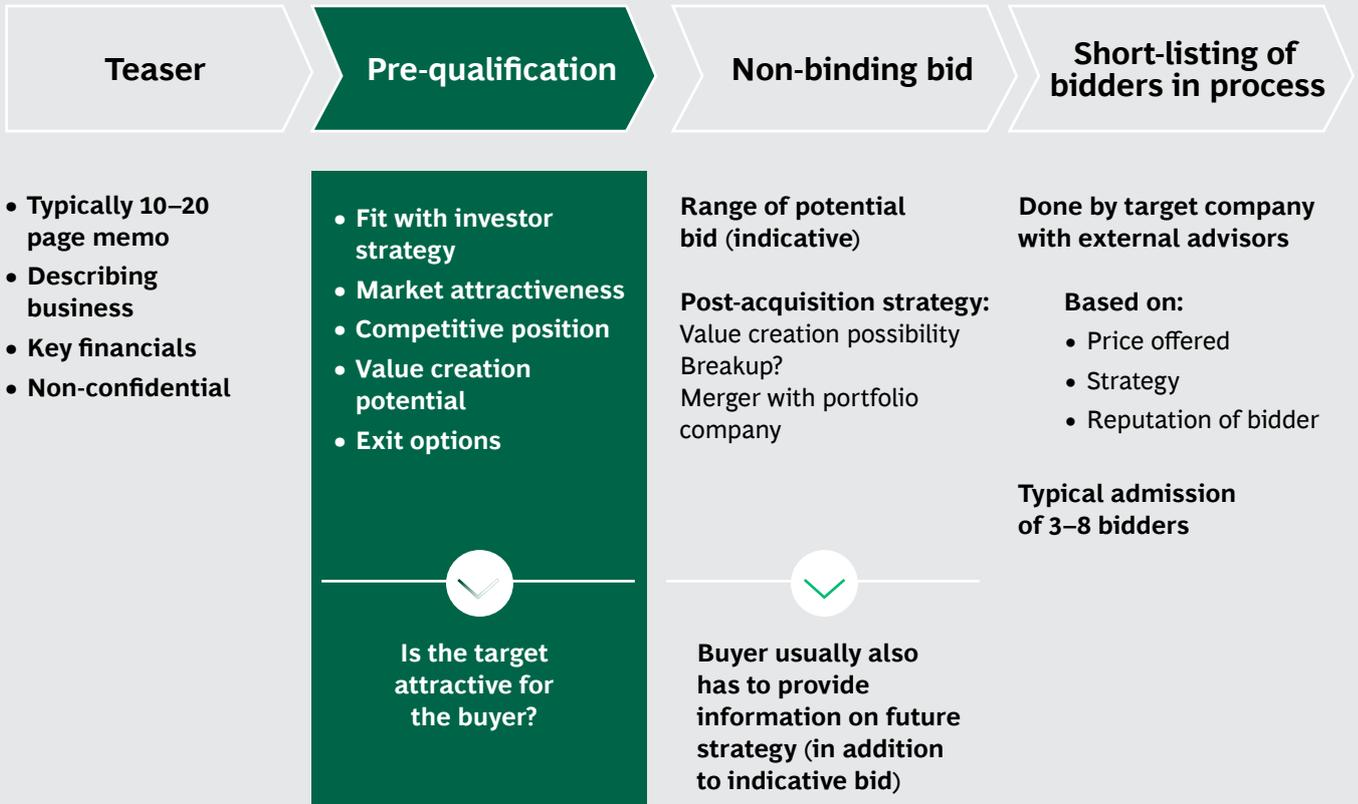 Teaser
Pre-qualification
Non-binding bid
Short-listing of
bidders in process
• Typically 10–20
page memo
• Describing
business
• Key financials
• Non-confidential
• Fit with investor
strategy
• Market attractiveness
• Competitive position
• Value creation
potential
• Exit options
Is the target
attractive for
the buyer?
Range of potential
bid (indicative)
Post-acquisition strategy:
Value creation possibility
Breakup?
Merger with portfolio
company
Buyer usually also
has to provide
information on future
strategy (in addition
to indicative bid)
Done by target company
with external advisors
Based on:
• Price offered
• Strategy
• Reputation of bidder
Typical admission
of 3–8 bidders